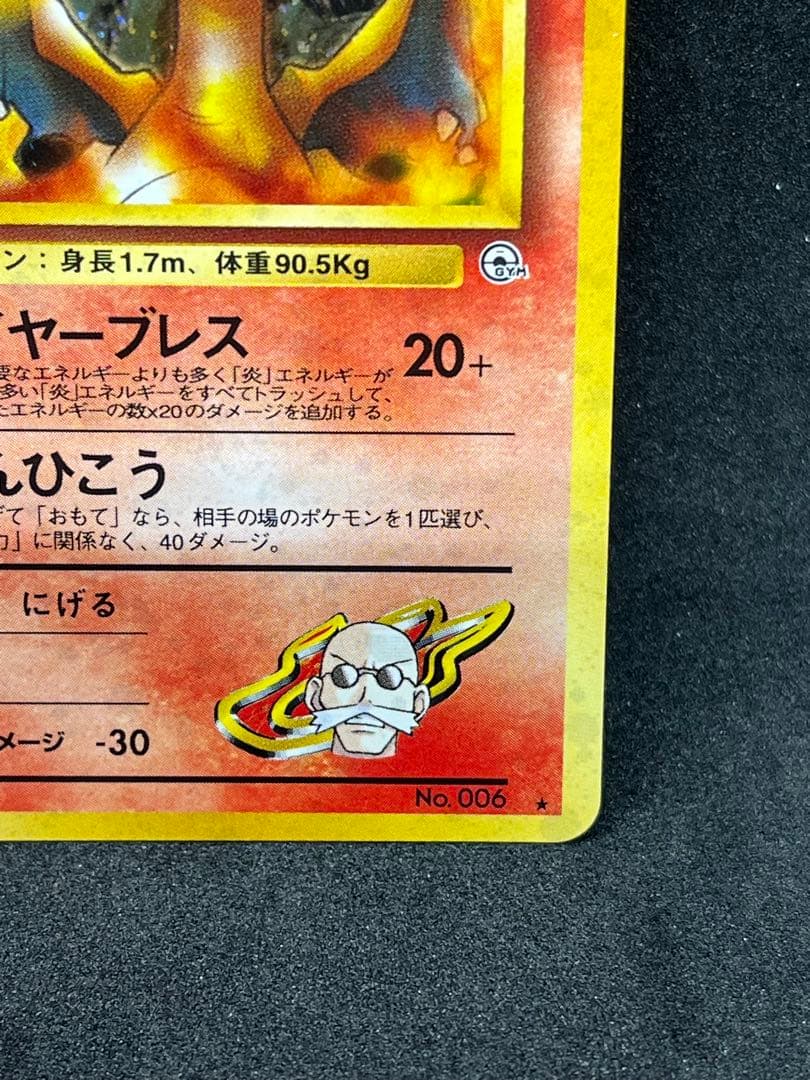 ン：身長1.7m、体重90.5Kg
GYM
イヤーブレス 20+
要なエネルギーよりも多く「炎」エネルギーが
多い「炎」エネルギーをすべてトラッシュして、
たエネルギーの数x20のダメージを追加する。
んひこう
げて「おもて」なら、相手の場のポケモンを1匹選び、
力」に関係なく、40ダメージ。
にげる
メージ -30
No. 006 ★